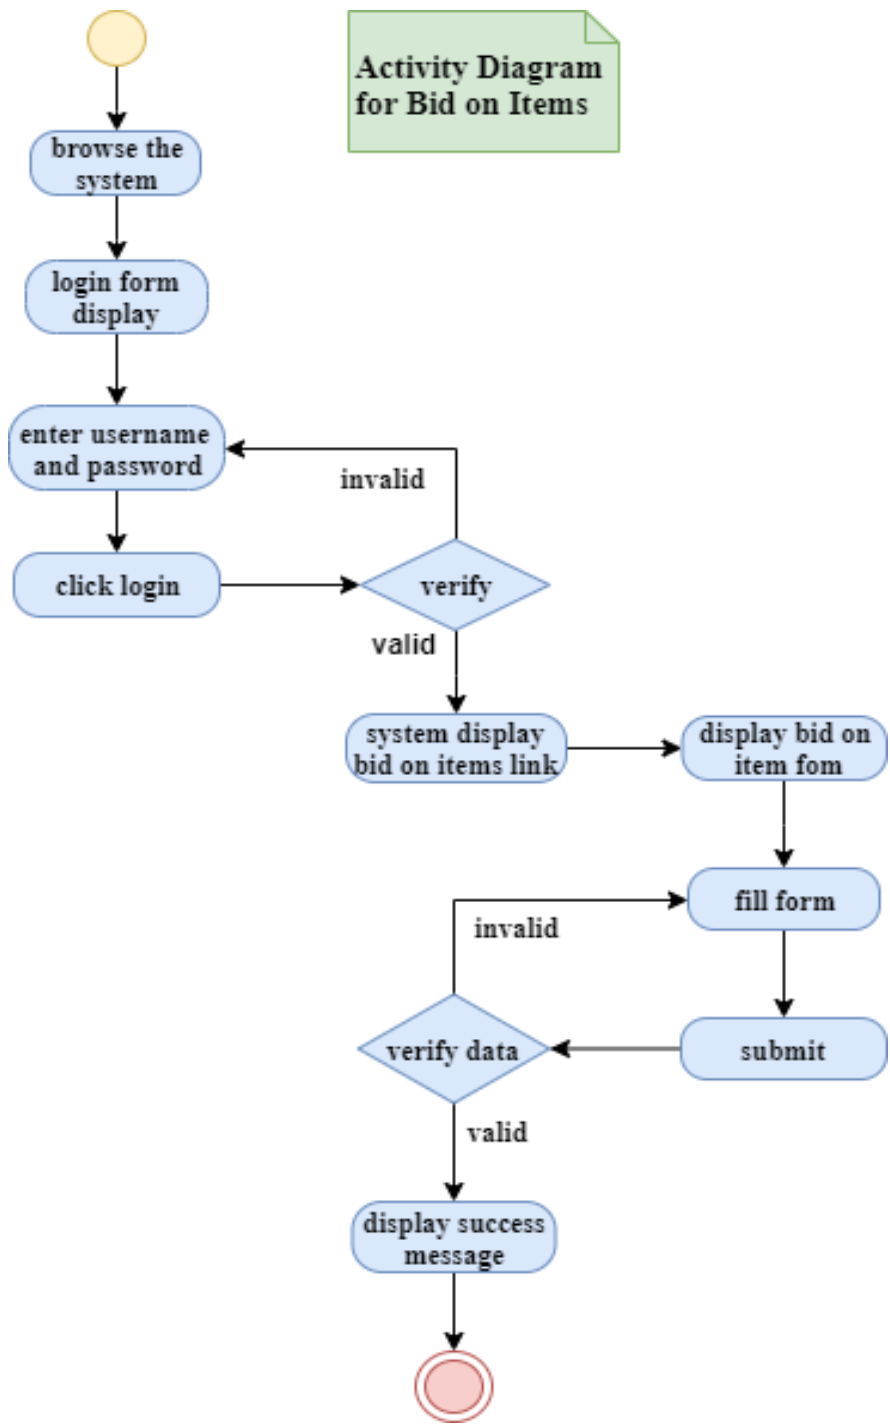 Activity Diagram
for Bid on Items
browse the
system
login form
display
enter username
and password
invalid
click login
verify
valid
system display
bid on items link
display bid on
item fom
fill form
invalid
verify data
submit
valid
display success
message